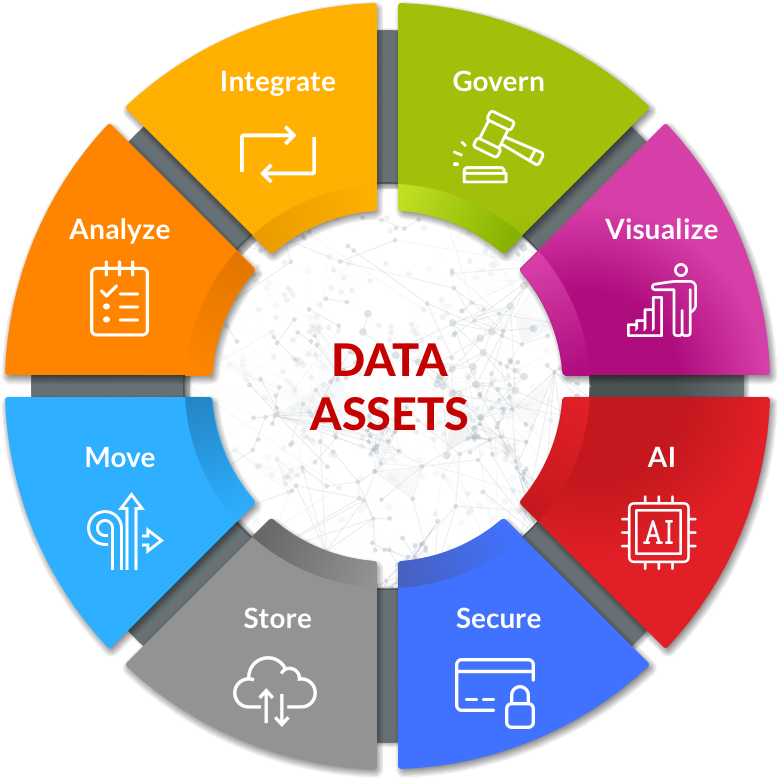 Integrate
Govern
Analyze
Visualize
DATA
ASSETS
Move
AI
AI
Store
Secure